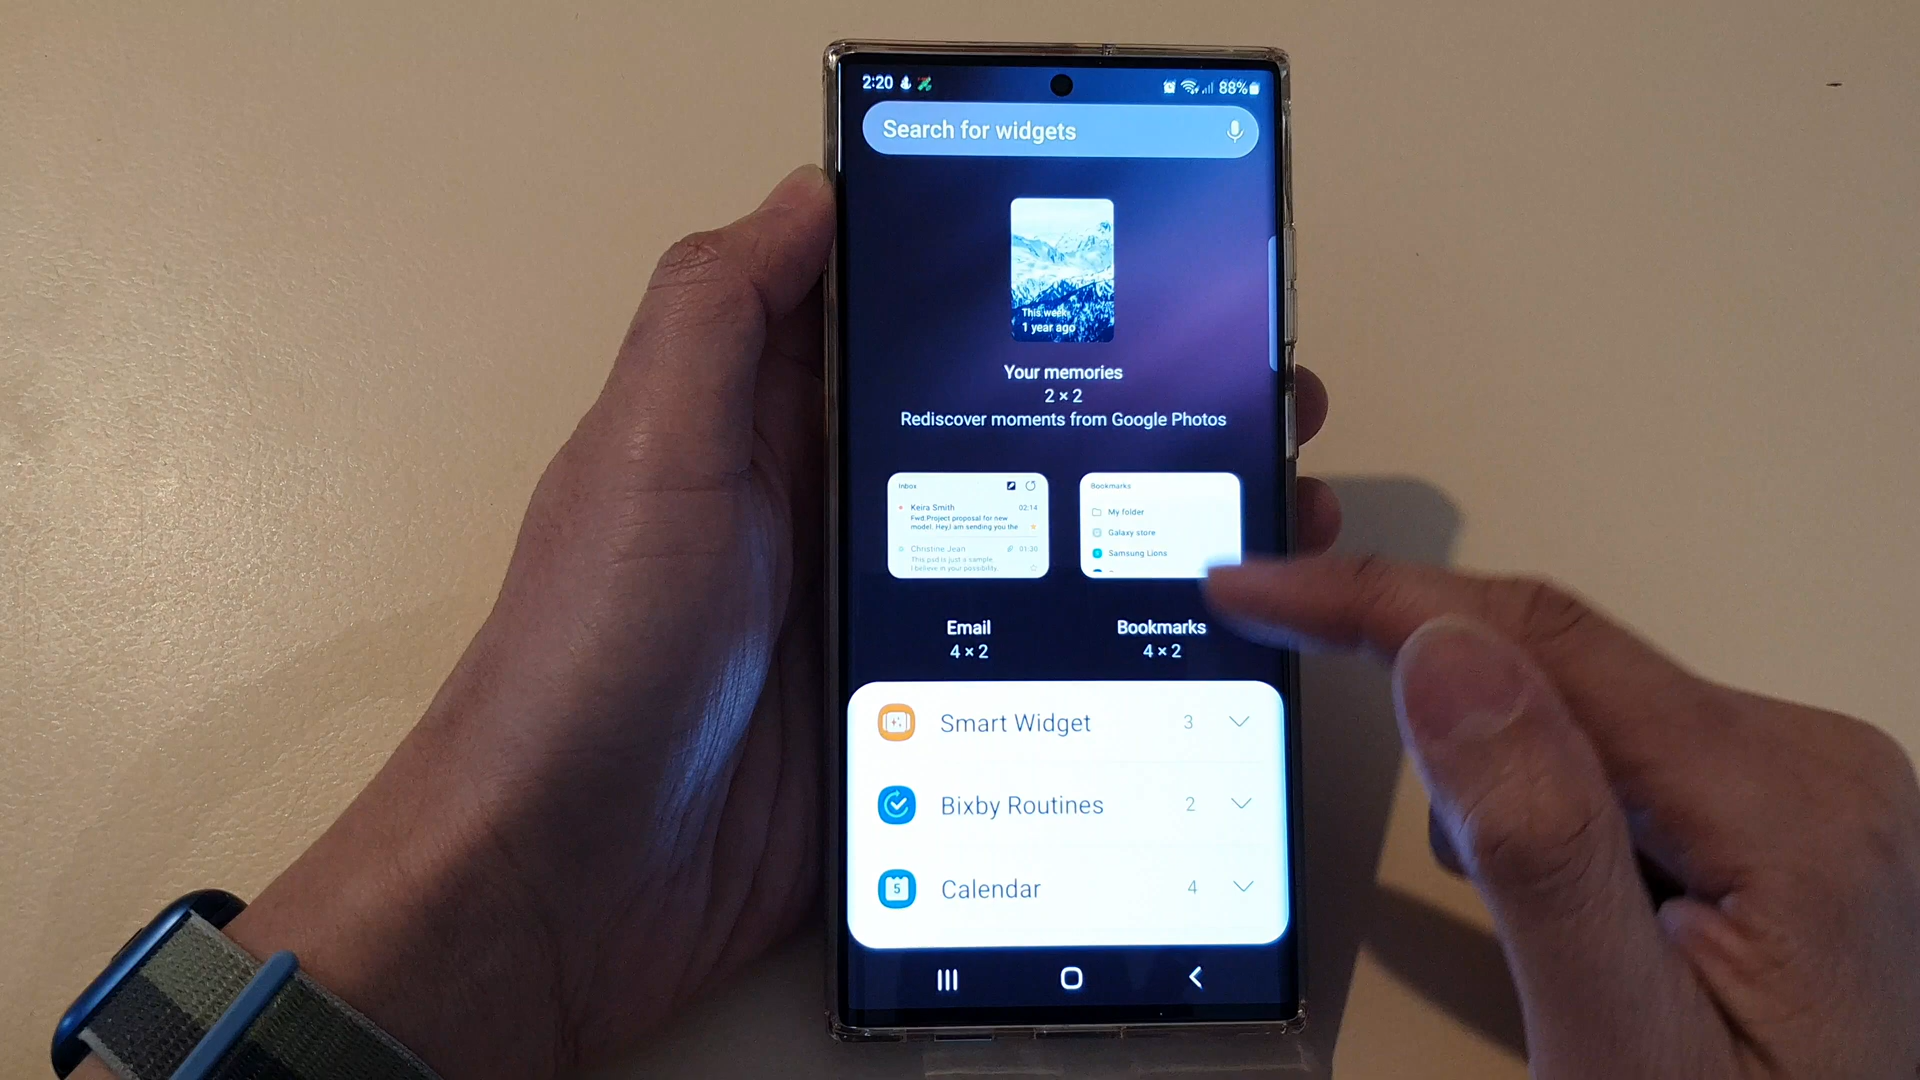 2:20
88%
Search for widgets
This week,
1 year ago
Your memories
2 × 2
Rediscover moments from Google Photos
Inbox
Keira Smith 02:14
Fwd.Project proposal for new
model. Hey,I am sending you the
Christine Jean 01:30
This psd is just a sample.
I believe in your possibility.
Bookmarks
My folder
Galaxy store
Samsung Lions
Email
4 × 2
Bookmarks
4 × 2
Smart Widget 3
Bixby Routines 2
5 Calendar 4